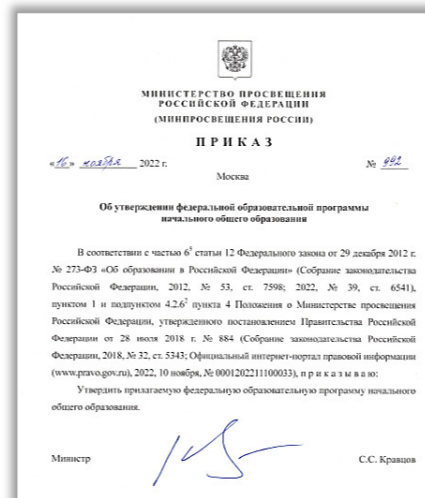 МИНИСТЕРСТВО ПРОСВЕЩЕНИЯ
РОССИЙСКОЙ ФЕДЕРАЦИИ
(МИНПРОСВЕЩЕНИЯ РОССИИ)
ПРИКАЗ
«16» ноября 2022 г. № 992
Москва
Об утверждении федеральной образовательной программы
начального общего образования
В соответствии с частью 6⁵ статьи 12 Федерального закона от 29 декабря 2012 г.
№ 273-ФЗ «Об образовании в Российской Федерации» (Собрание законодательства
Российской Федерации, 2012, № 53, ст. 7598; 2022, № 39, ст. 6541),
пунктом 1 и подпунктом 4.2.6² пункта 4 Положения о Министерстве просвещения
Российской Федерации, утвержденного постановлением Правительства Российской
Федерации от 28 июля 2018 г. № 884 (Собрание законодательства Российской
Федерации, 2018, № 32, ст. 5343; Официальный интернет-портал правовой информации
(www.pravo.gov.ru), 2022, 10 ноября, № 0001202211100033), п р и к а з ы в а ю:
Утвердить прилагаемую федеральную образовательную программу начального
общего образования.
Министр С.С. Кравцов